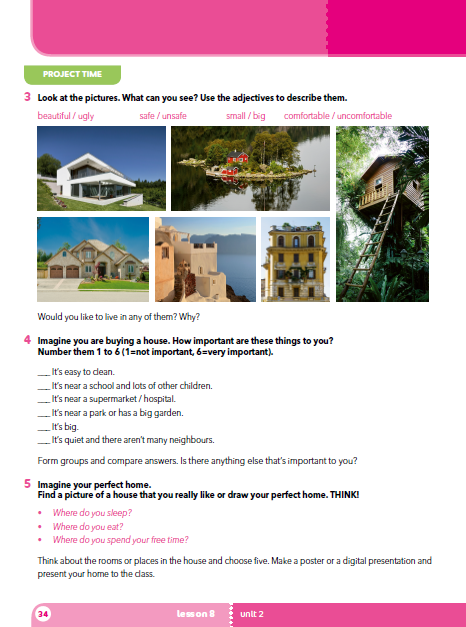 PROJECT TIME
3 Look at the pictures. What can you see? Use the adjectives to describe them.
beautiful / ugly safe / unsafe small / big comfortable / uncomfortable
Would you like to live in any of them? Why?
4 Imagine you are buying a house. How important are these things to you?
Number them 1 to 6 (1=not important, 6=very important).
___ It's easy to clean.
___ It's near a school and lots of other children.
___ It's near a supermarket / hospital.
___ It's near a park or has a big garden.
___ It's big.
___ It's quiet and there aren't many neighbours.
Form groups and compare answers. Is there anything else that's important to you?
5 Imagine your perfect home.
Find a picture of a house that you really like or draw your perfect home. THINK!
• Where do you sleep?
• Where do you eat?
• Where do you spend your free time?
Think about the rooms or places in the house and choose five. Make a poster or a digital presentation and
present your home to the class.
34 lesson 8 unit 2